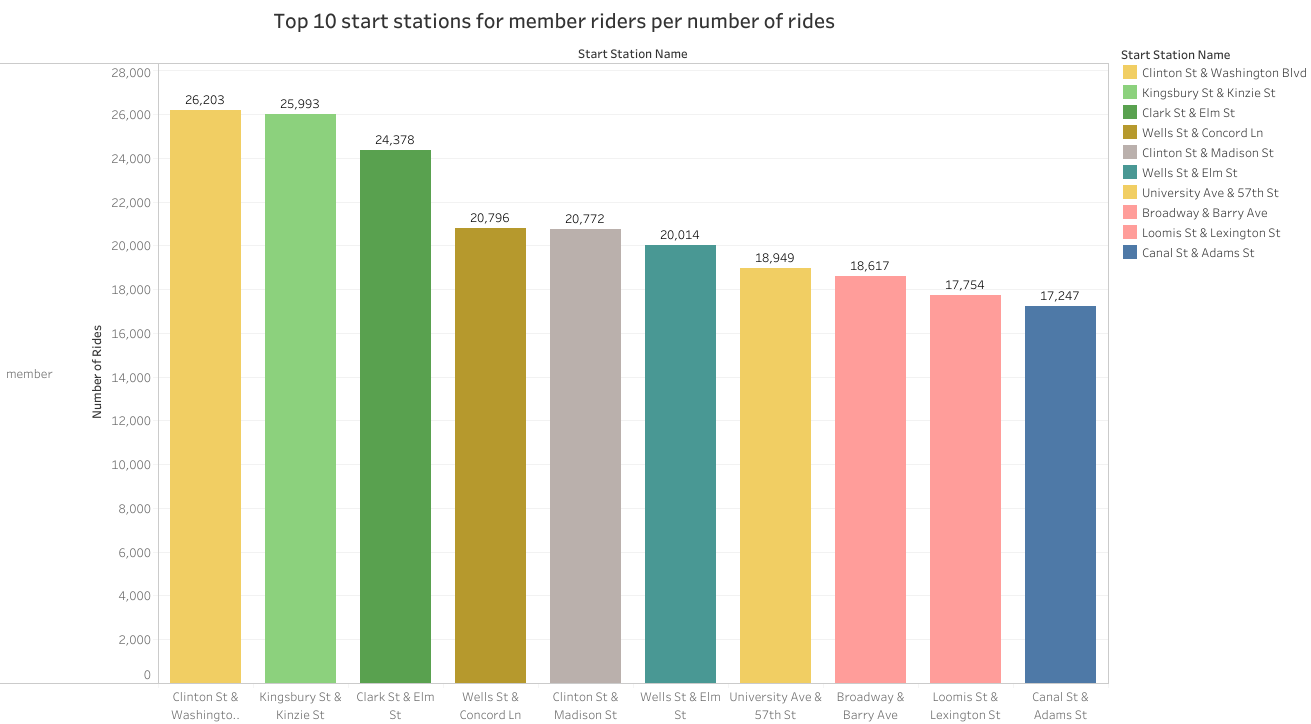 Top 10 start stations for member riders per number of rides
Start Station Name
28,000
26,000
24,000
22,000
20,000
18,000
16,000
14,000
12,000
10,000
8,000
6,000
4,000
2,000
0
Number of Rides
member
26,203
25,993
24,378
20,796
20,772
20,014
18,949
18,617
17,754
17,247
Clinton St &
Washingto..
Kingsbury St &
Kinzie St
Clark St & Elm
St
Wells St &
Concord Ln
Clinton St &
Madison St
Wells St & Elm
St
University Ave &
57th St
Broadway &
Barry Ave
Loomis St &
Lexington St
Canal St &
Adams St
Start Station Name
Clinton St & Washington Blvd
Kingsbury St & Kinzie St
Clark St & Elm St
Wells St & Concord Ln
Clinton St & Madison St
Wells St & Elm St
University Ave & 57th St
Broadway & Barry Ave
Loomis St & Lexington St
Canal St & Adams St